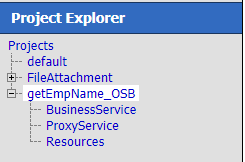 Project Explorer
Projects
default
FileAttachment
getEmpName_OSB
BusinessService
ProxyService
Resources